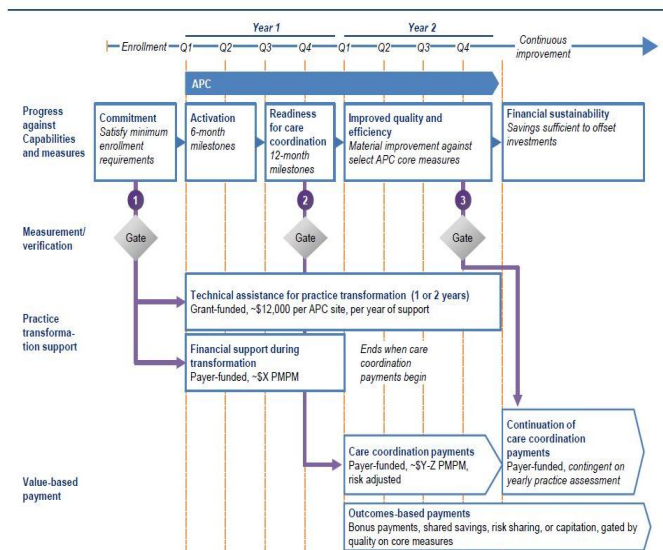 Year 1
Year 2
Enrollment Q1 Q2 Q3 Q4 Q1 Q2 Q3 Q4 Continuous
improvement
APC
Progress
against
Capabilities
and measures
Commitment
Satisfy minimum
enrollment
requirements
Activation
6-month
milestones
Readiness
for care
coordination
12-month
milestones
Improved quality and
efficiency
Material improvement against
select APC core measures
Financial sustainability
Savings sufficient to offset
investments
1
2
3
Measurement/
verification
Gate
Gate
Gate
Practice
transforma-
tion support
Technical assistance for practice transformation (1 or 2 years)
Grant-funded, ~$12,000 per APC site, per year of support
Financial support during
transformation
Payer-funded, ~$X PMPM
Ends when care
coordination
payments begin
Value-based
payment
Care coordination payments
Payer-funded, ~$Y-Z PMPM,
risk adjusted
Continuation of
care coordination
payments
Payer-funded, contingent on
yearly practice assessment
Outcomes-based payments
Bonus payments, shared savings, risk sharing, or capitation, gated by
quality on core measures